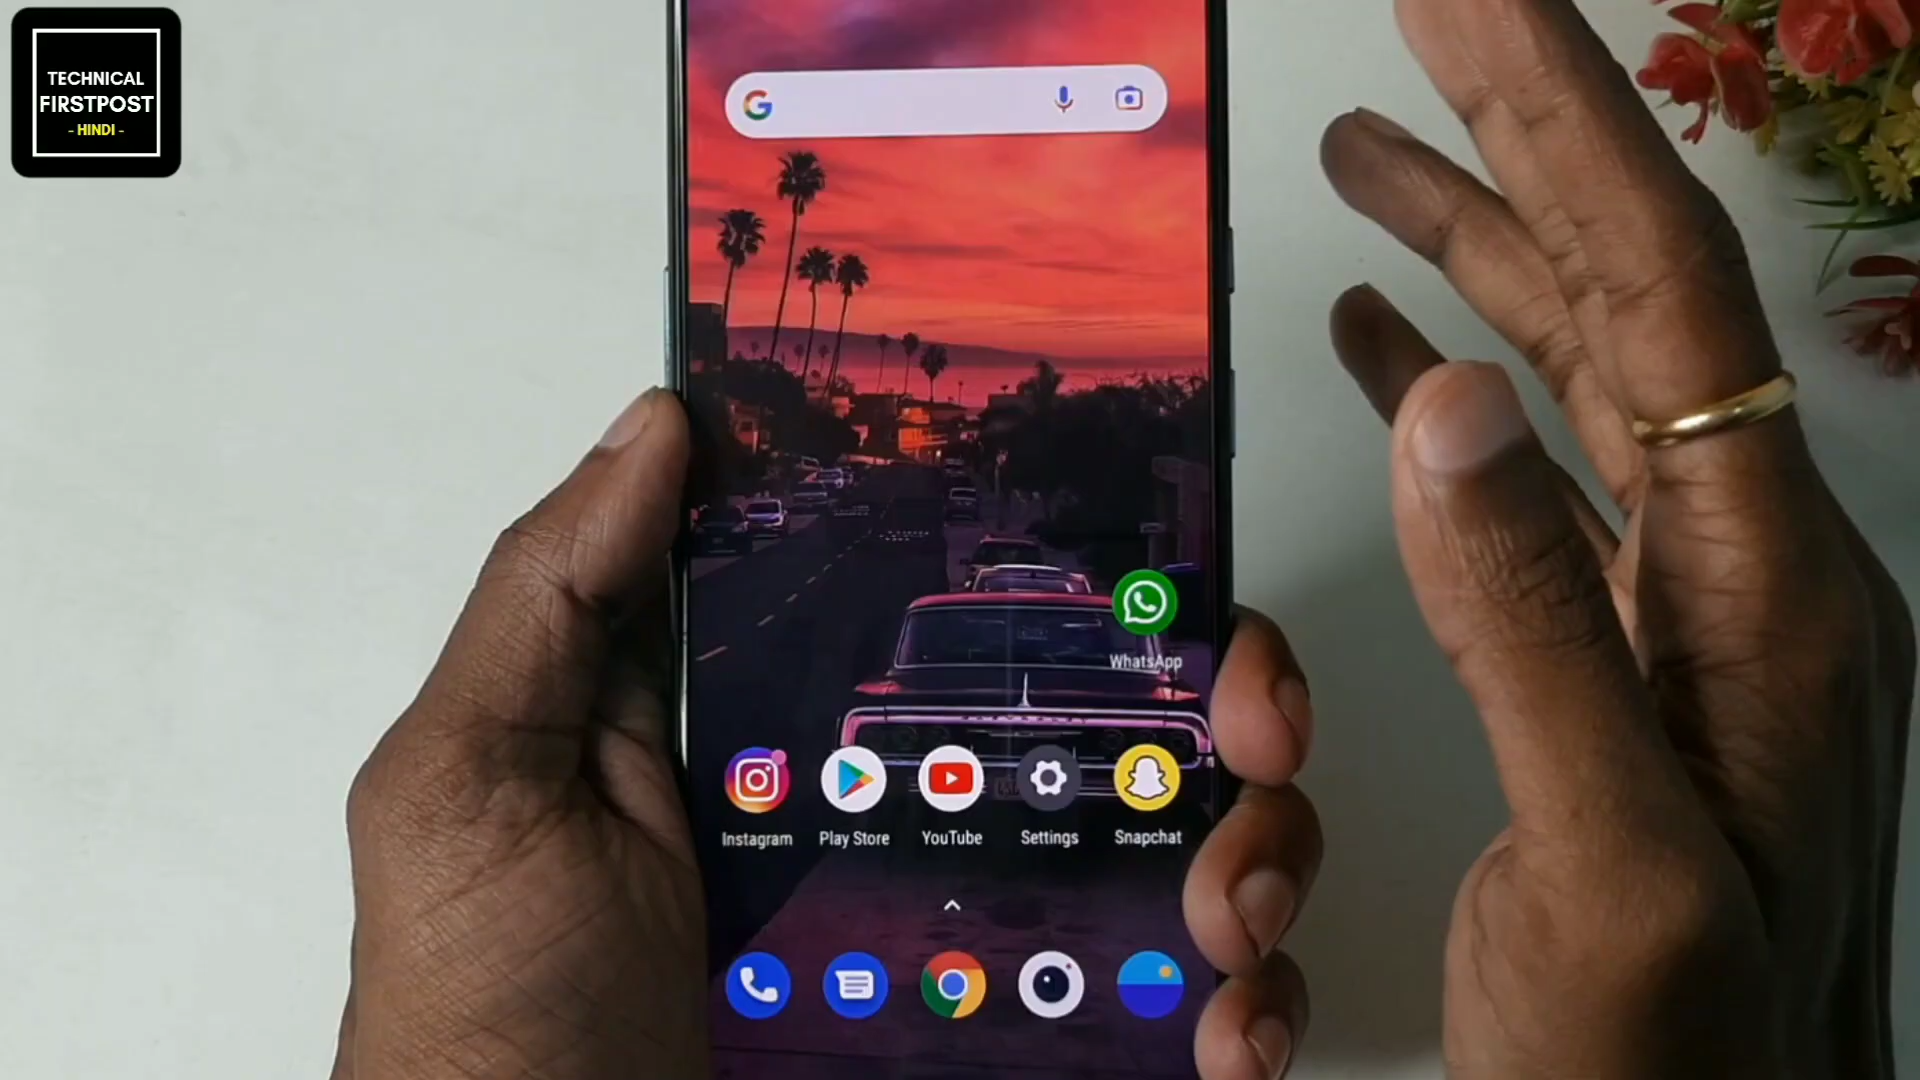 TECHNICAL
FIRSTPOST
- HINDI -
WhatsApp
Instagram
Play Store
YouTube
Settings
Snapchat